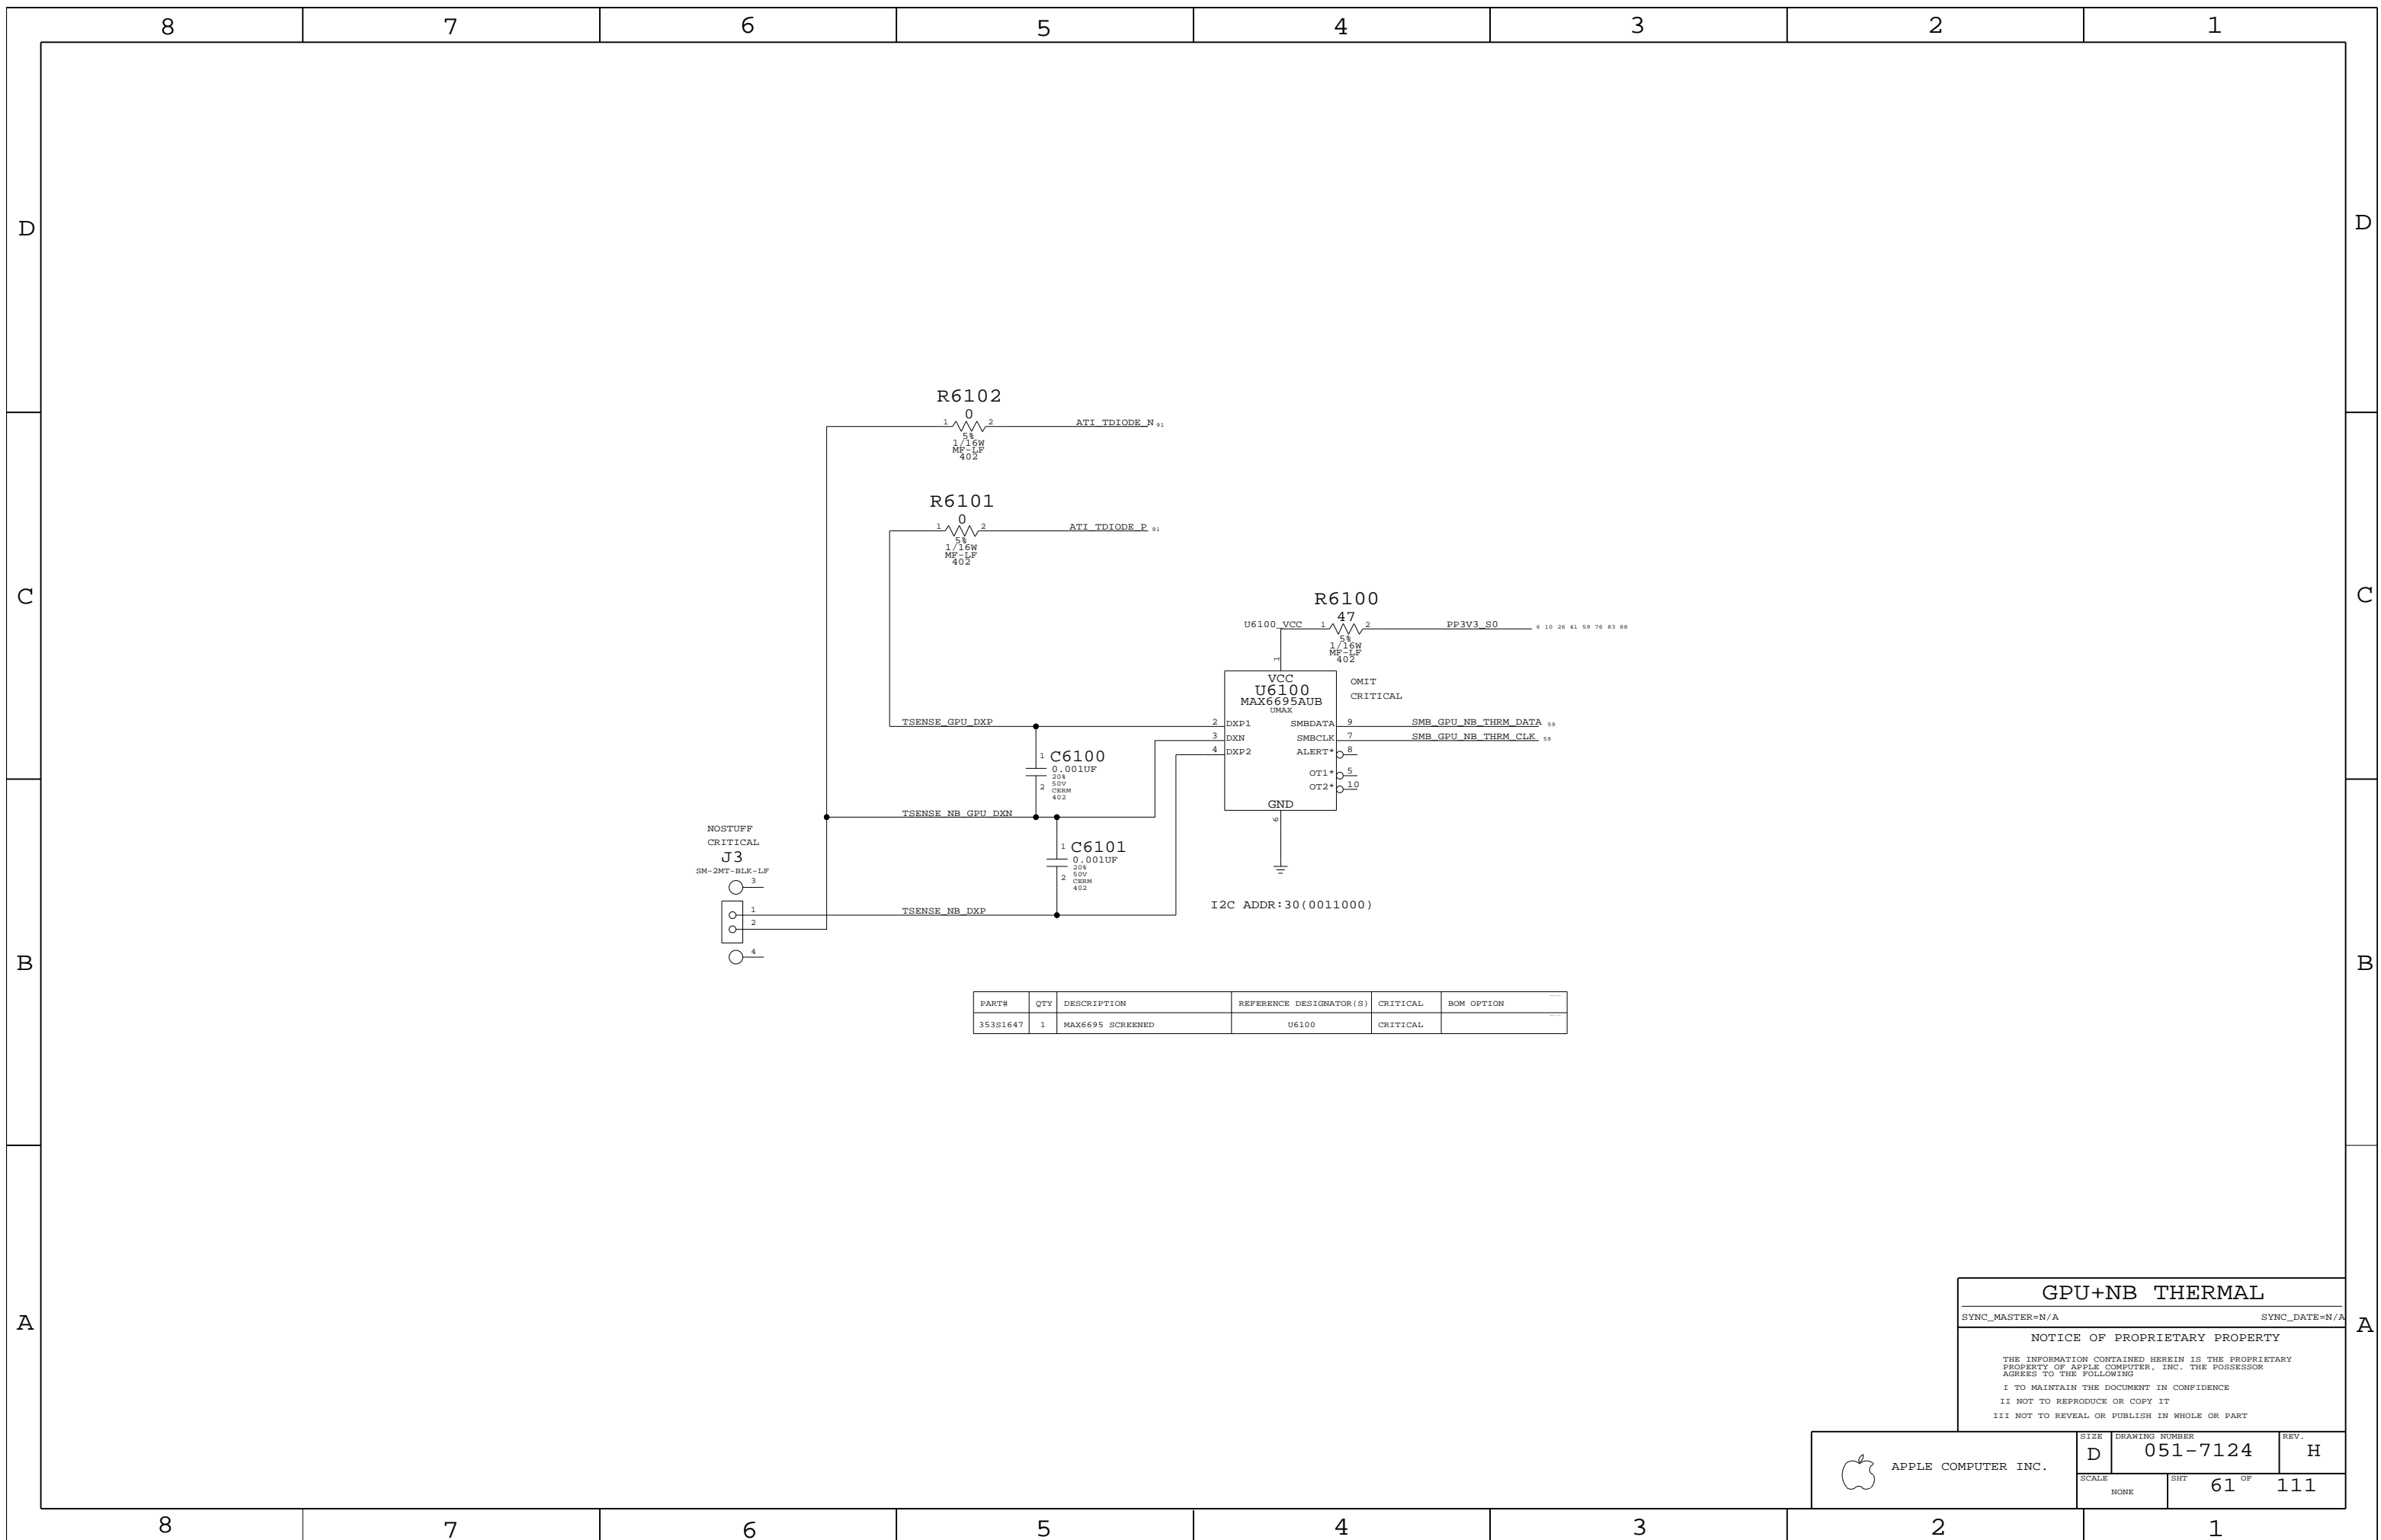 8 7 6 5 4 3 2 1
D D
R6102
0
1 2 ATI_TDIODE_N 91
5%
1/16W
MF-LF
402
R6101
0
1 2 ATI_TDIODE_P 91
5%
1/16W
MF-LF
402
C C
R6100
47
U6100_VCC 1 2 PP3V3_S0 6 10 26 41 59 76 83 88
5%
1/16W
MF-LF
402
1
VCC
U6100
MAX6695AUB
UMAX
OMIT
CRITICAL
TSENSE_GPU_DXP 2 DXP1 SMBDATA 9 SMB_GPU_NB_THRM_DATA 59
3 DXN SMBCLK 7 SMB_GPU_NB_THRM_CLK 59
4 DXP2 ALERT* 8
OT1* 5
OT2* 10
GND
6
1 C6100
0.001UF
20%
50V
2 CERM
402
TSENSE_NB_GPU_DXN
1 C6101
0.001UF
20%
50V
2 CERM
402
NOSTUFF
CRITICAL
J3
SM-2MT-BLK-LF
3
1 TSENSE_NB_DXP
2
4
I2C ADDR:30(0011000)
B B
PART# QTY DESCRIPTION REFERENCE DESIGNATOR(S) CRITICAL BOM OPTION
353S1647 1 MAX6695 SCREENED U6100 CRITICAL
A A
GPU+NB THERMAL
SYNC_MASTER=N/A SYNC_DATE=N/A
NOTICE OF PROPRIETARY PROPERTY
THE INFORMATION CONTAINED HEREIN IS THE PROPRIETARY
PROPERTY OF APPLE COMPUTER, INC. THE POSSESSOR
AGREES TO THE FOLLOWING
I TO MAINTAIN THE DOCUMENT IN CONFIDENCE
II NOT TO REPRODUCE OR COPY IT
III NOT TO REVEAL OR PUBLISH IN WHOLE OR PART
APPLE COMPUTER INC.
SIZE DRAWING NUMBER REV.
D 051-7124 H
SCALE SHT OF
NONE 61 111
8 7 6 5 4 3 2 1